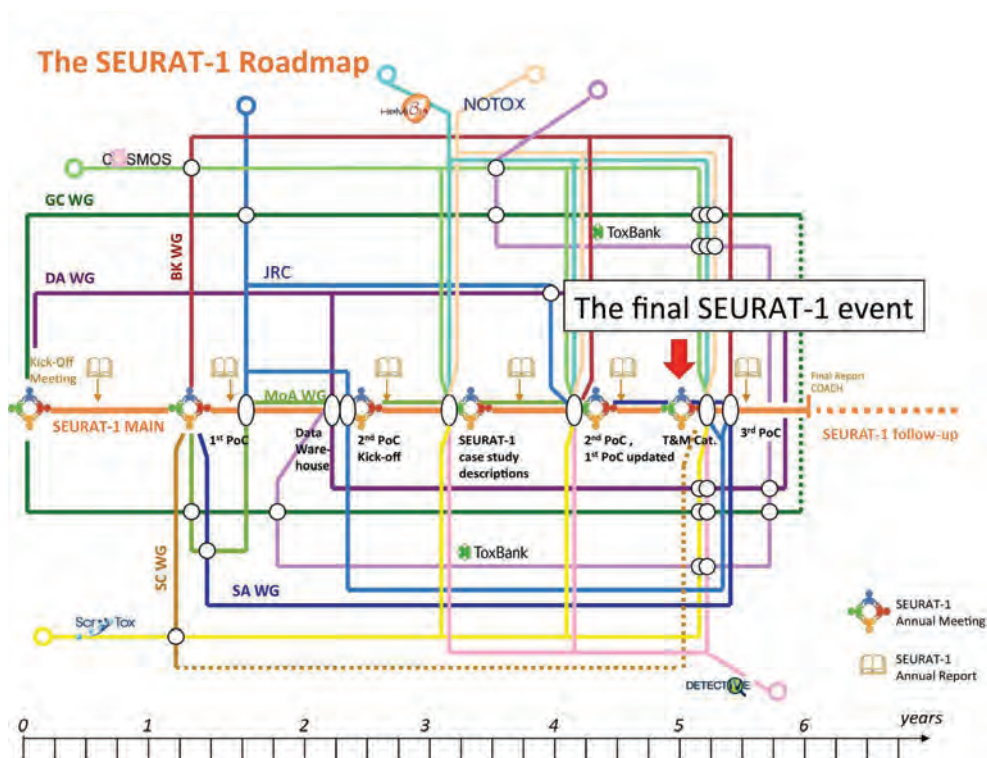 The SEURAT-1 Roadmap
NOTOX
COSMOS
GC WG
ToxBank
BK WG
JRC
DA WG
The final SEURAT-1 event
Kick-Off
Meeting
MoA WG
Final Report
COACH
SEURAT-1 MAIN
1st PoC
Data
Ware-
house
2nd PoC
Kick-off
SEURAT-1
case study
descriptions
2nd PoC ,
1st PoC updated
T&M Cat.
3rd PoC
SEURAT-1 follow-up
ToxBank
SC WG
SA WG
SEURAT-1
Annual Meeting
Tox
SEURAT-1
Annual Report
DETECTIVE
0 1 2 3 4 5 6 years